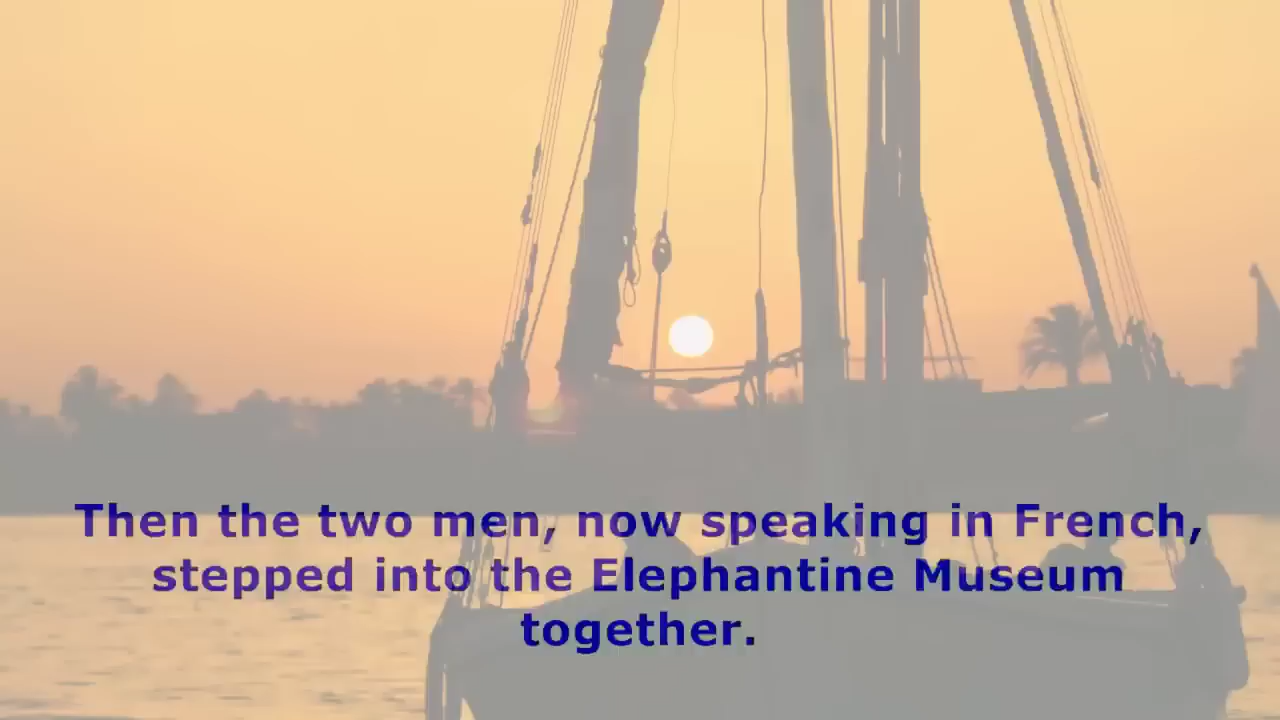 Then the two men, now speaking in French,
stepped into the Elephantine Museum
together.